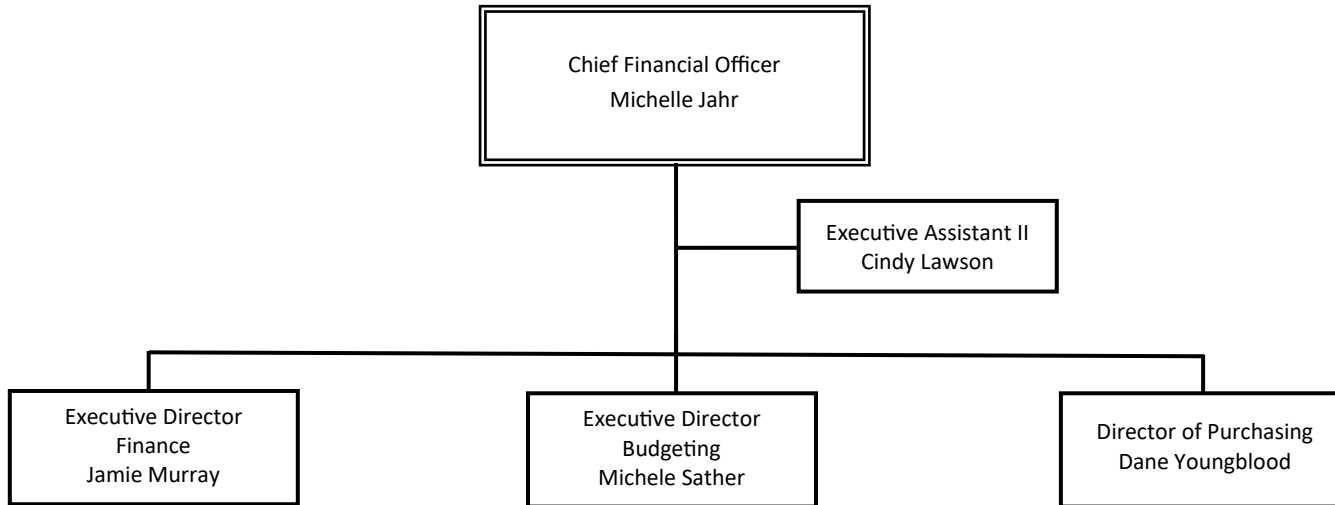 Chief Financial Officer
Michelle Jahr
Executive Assistant II
Cindy Lawson
Executive Director
Finance
Jamie Murray
Executive Director
Budgeting
Michele Sather
Director of Purchasing
Dane Youngblood